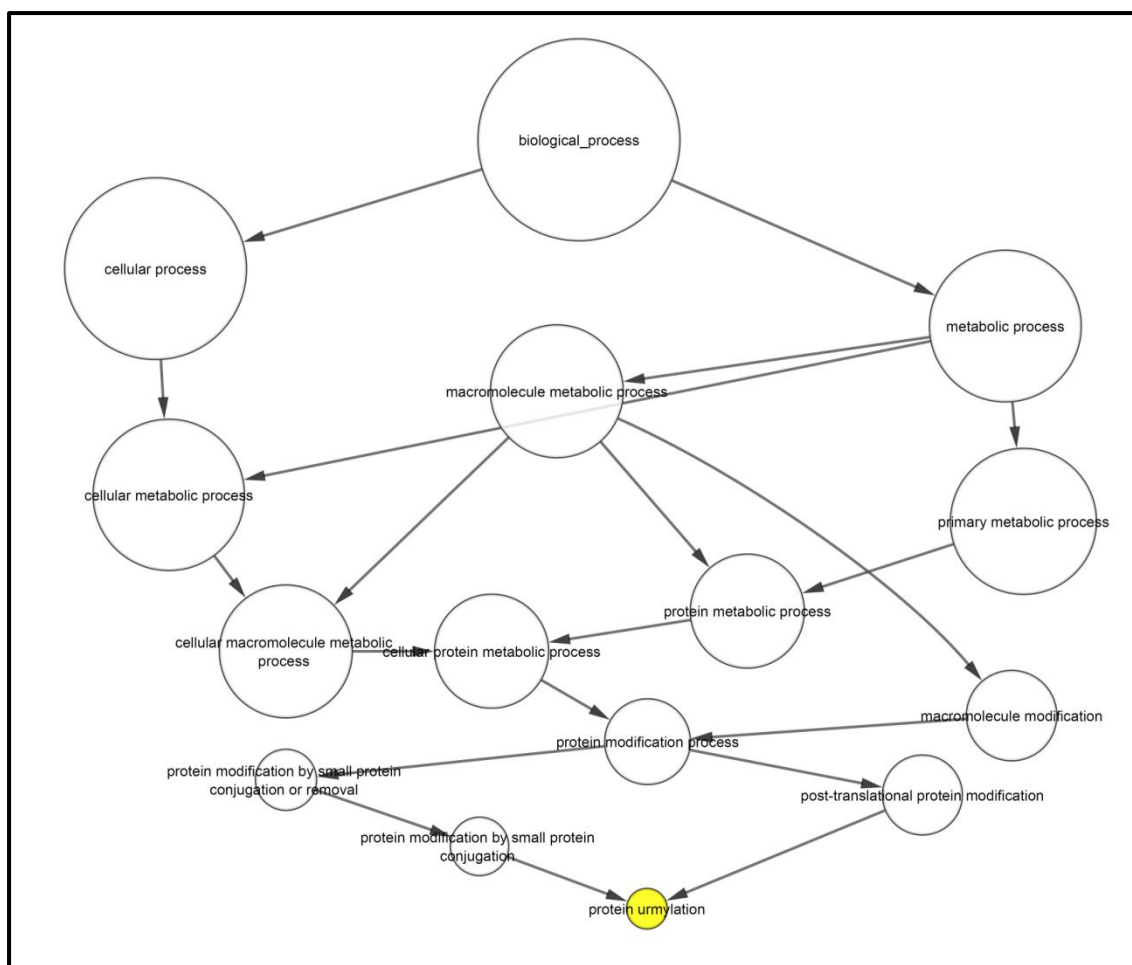 biological_process
cellular process
metabolic process
macromolecule metabolic process
cellular metabolic process
primary metabolic process
protein metabolic process
cellular macromolecule metabolic
process
cellular protein metabolic process
macromolecule modification
protein modification process
protein modification by small protein
conjugation or removal
post-translational protein modification
protein modification by small protein
conjugation
protein urmylation